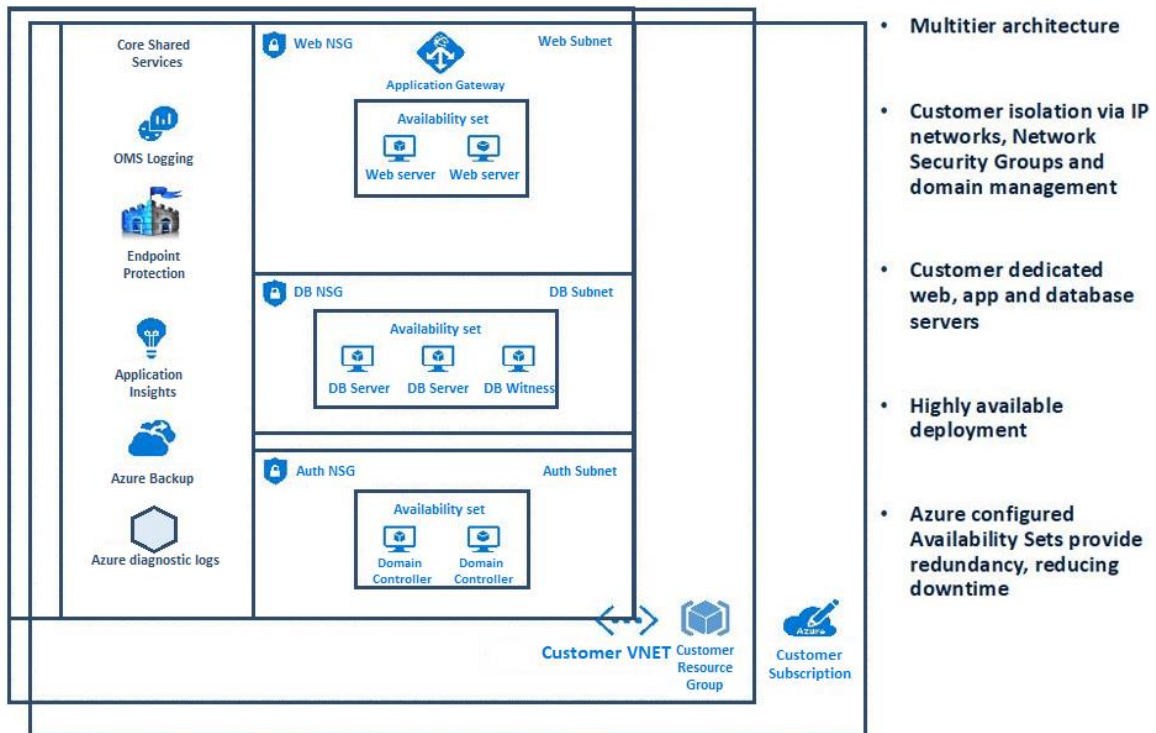 Core Shared
Services
OMS Logging
Endpoint
Protection
Application
Insights
Azure Backup
Azure diagnostic logs
Web NSG
Web Subnet
Application Gateway
Availability set
Web server Web server
DB NSG
DB Subnet
Availability set
DB Server DB Server DB Witness
Auth NSG
Auth Subnet
Availability set
Domain
Controller
Domain
Controller
Customer VNET
Customer
Resource
Group
Azure
Customer
Subscription
• Multitier architecture
• Customer isolation via IP
networks, Network
Security Groups and
domain management
• Customer dedicated
web, app and database
servers
• Highly available
deployment
• Azure configured
Availability Sets provide
redundancy, reducing
downtime